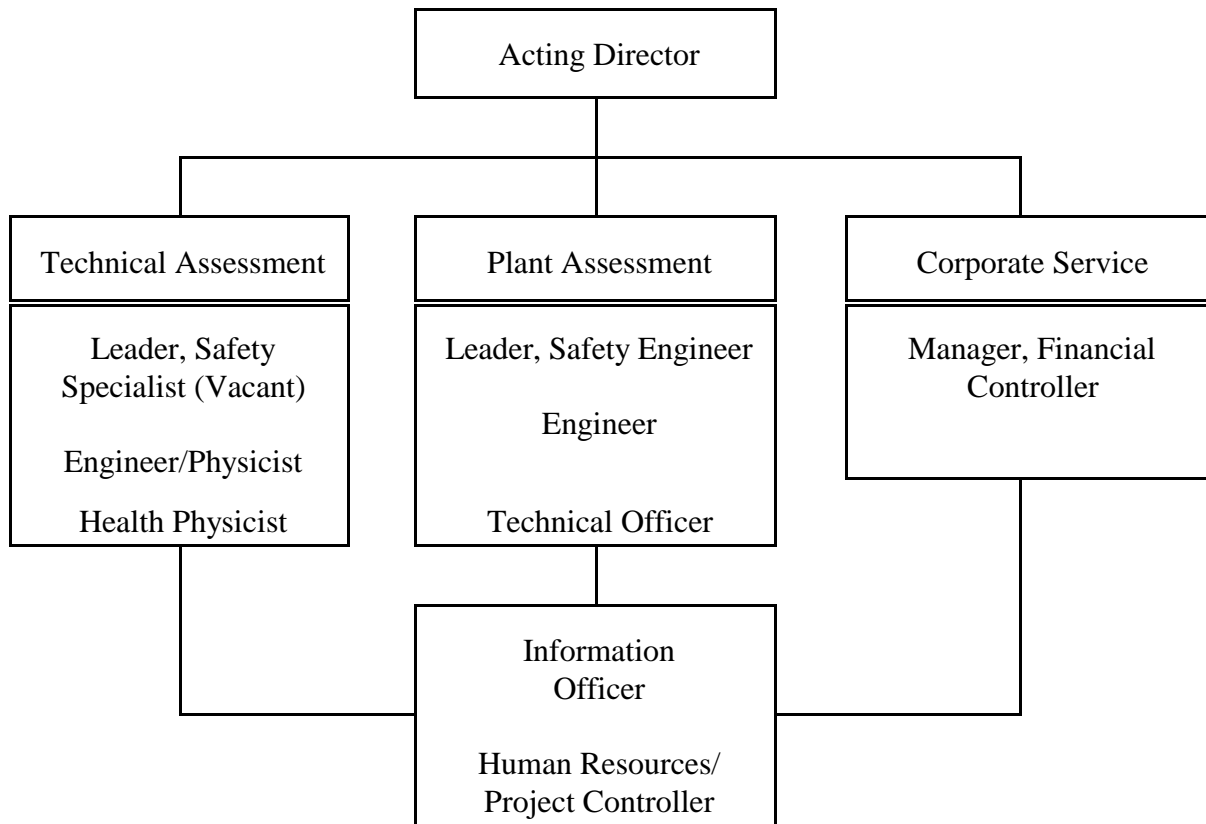 Acting Director
Technical Assessment
Leader, Safety
Specialist (Vacant)
Engineer/Physicist
Health Physicist
Plant Assessment
Leader, Safety Engineer
Engineer
Technical Officer
Corporate Service
Manager, Financial
Controller
Information
Officer
Human Resources/
Project Controller